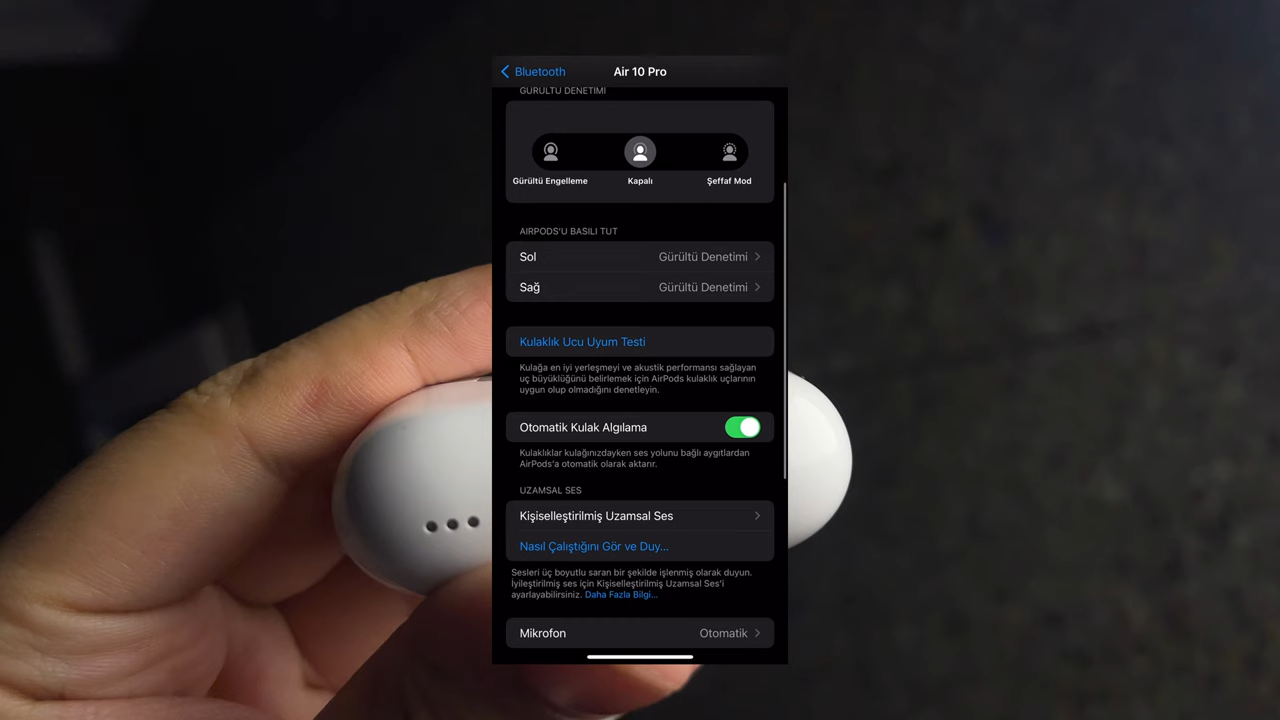 Bluetooth
Air 10 Pro
GÜRÜLTÜ DENETİMİ
Gürültü Engelleme
Kapalı
Şeffaf Mod
AIRPODS'U BASILI TUT
Sol
Gürültü Denetimi
Sağ
Gürültü Denetimi
Kulaklık Ucu Uyum Testi
Kulağa en iyi yerleşmeyi ve akustik performansı sağlayan
uç büyüklüğünü belirlemek için AirPods kulaklık uçlarının
uygun olup olmadığını denetleyin.
Otomatik Kulak Algılama
Kulaklıklar kulağınızdayken ses yolunu bağlı aygıtlardan
AirPods'a otomatik olarak aktarır.
UZAMSAL SES
Kişiselleştirilmiş Uzamsal Ses
Nasıl Çalıştığını Gör ve Duy...
Sesleri üç boyutlu saran bir şekilde işlenmiş olarak duyun.
İyileştirilmiş ses için Kişiselleştirilmiş Uzamsal Ses'i
ayarlayabilirsiniz. Daha Fazla Bilgi...
Mikrofon
Otomatik